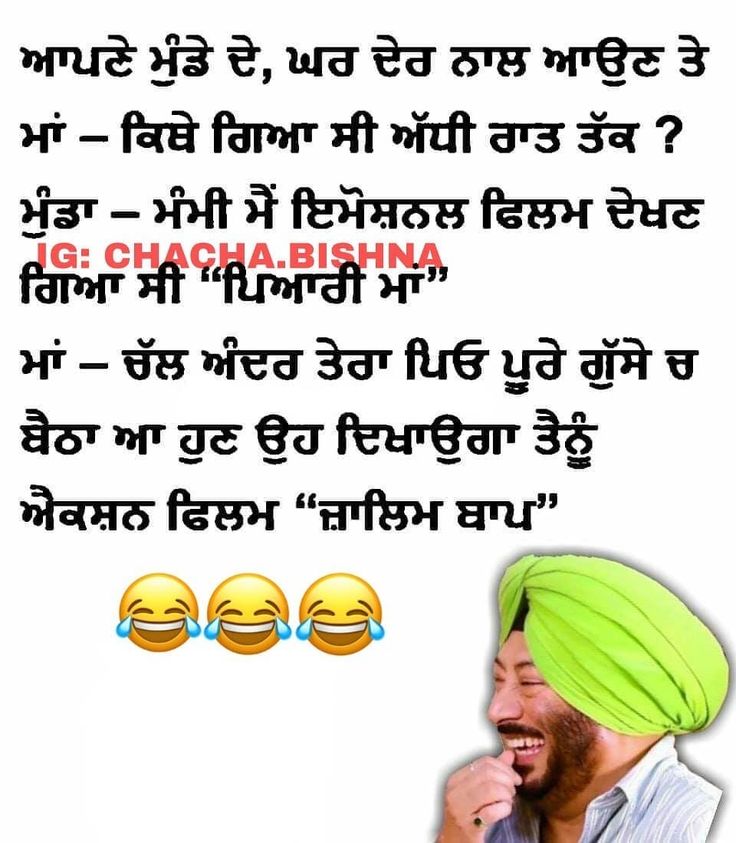 ਆਪਣੇ ਮੁੰਡੇ ਦੇ, ਘਰ ਦੇਰ ਨਾਲ ਆਉਣ ਤੇ
ਮਾਂ – ਕਿਥੇ ਗਿਆ ਸੀ ਅੱਧੀ ਰਾਤ ਤੱਕ ?
ਮੁੰਡਾ – ਮੰਮੀ ਮੈਂ ਇਮੋਸ਼ਨਲ ਫਿਲਮ ਦੇਖਣ
IG: CHACHA.BISHNA
ਗਿਆ ਸੀ “ਪਿਆਰੀ ਮਾਂ”
ਮਾਂ – ਚੱਲ ਅੰਦਰ ਤੇਰਾ ਪਿਓ ਪੂਰੇ ਗੁੱਸੇ ਚ
ਬੈਠਾ ਆ ਹੁਣ ਉਹ ਦਿਖਾਉਗਾ ਤੈਨੂੰ
ਐਕਸ਼ਨ ਫਿਲਮ “ਜ਼ਾਲਿਮ ਬਾਪ”